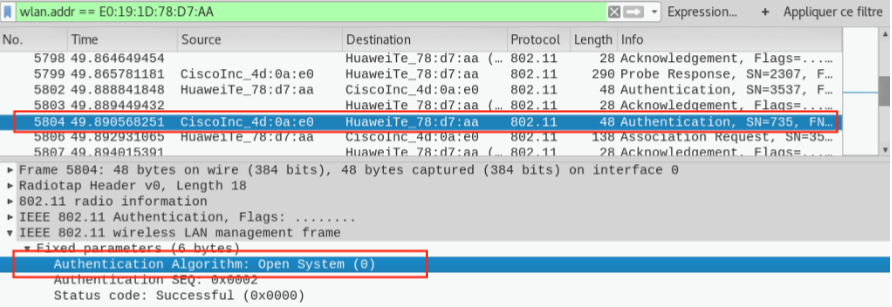 wlan.addr == E0:19:1D:78:D7:AA Expression... + Appliquer ce filtre
No. Time Source Destination Protocol Length Info
5798 49.864649454 HuaweiTe_78:d7:aa (… 802.11 28 Acknowledgement, Flags=...…
5799 49.865781181 CiscoInc_4d:0a:e0 HuaweiTe_78:d7:aa 802.11 290 Probe Response, SN=2307, F…
5802 49.888841848 HuaweiTe_78:d7:aa CiscoInc_4d:0a:e0 802.11 48 Authentication, SN=3537, F…
5803 49.889449432 HuaweiTe_78:d7:aa (… 802.11 28 Acknowledgement, Flags=...…
5804 49.890568251 CiscoInc_4d:0a:e0 HuaweiTe_78:d7:aa 802.11 48 Authentication, SN=735, FN…
5806 49.892931065 HuaweiTe_78:d7:aa CiscoInc_4d:0a:e0 802.11 138 Association Request, SN=35…
5807 49.894015391 HuaweiTe_78:d7:aa (… 802.11 28 Acknowledgement, Flags=...…
Frame 5804: 48 bytes on wire (384 bits), 48 bytes captured (384 bits) on interface 0
Radiotap Header v0, Length 18
802.11 radio information
IEEE 802.11 Authentication, Flags: ........
IEEE 802.11 wireless LAN management frame
Fixed parameters (6 bytes)
Authentication Algorithm: Open System (0)
Authentication SEQ: 0x0002
Status code: Successful (0x0000)